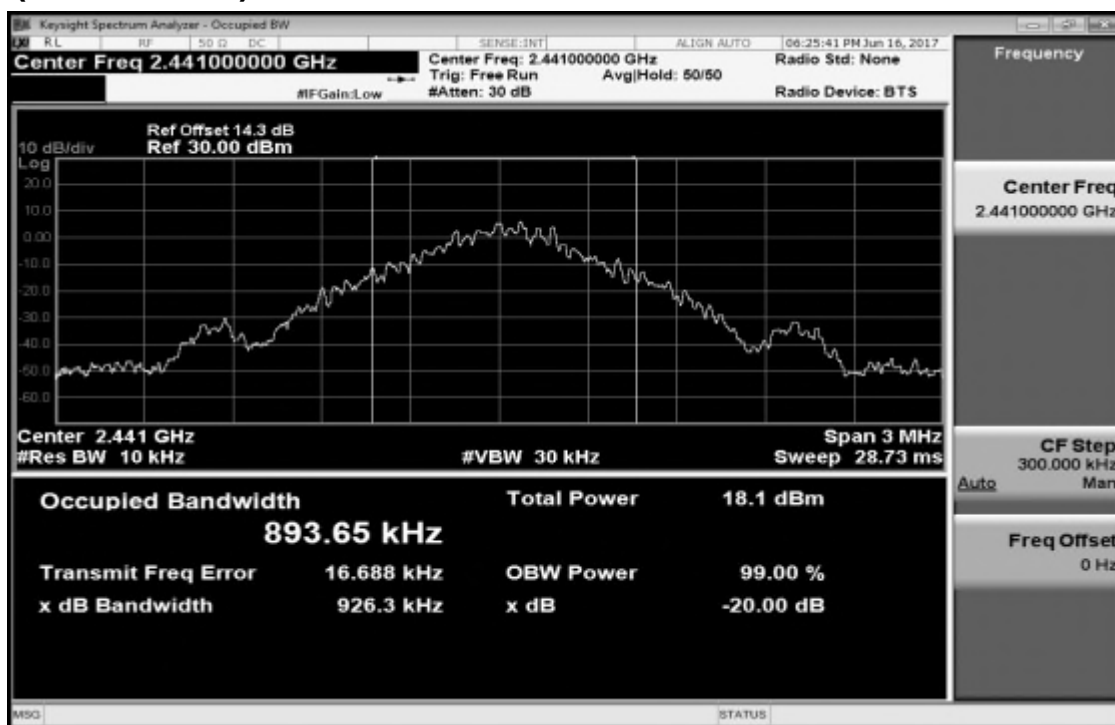 Keysight Spectrum Analyzer - Occupied BW
RL RF 50 Ω DC SENSE:INT ALIGN AUTO 06:25:41 PM Jun 16, 2017
Center Freq 2.441000000 GHz
Center Freq: 2.441000000 GHz Radio Std: None
Trig: Free Run Avg|Hold: 50/50
#IFGain:Low #Atten: 30 dB Radio Device: BTS
Frequency
Ref Offset 14.3 dB
10 dB/div Ref 30.00 dBm
Log
20.0
10.0
0.00
-10.0
-20.0
-30.0
-40.0
-50.0
-60.0
Center Freq
2.441000000 GHz
Center 2.441 GHz Span 3 MHz
#Res BW 10 kHz #VBW 30 kHz Sweep 28.73 ms
CF Step
300.000 kHz
Auto Man
Occupied Bandwidth Total Power 18.1 dBm
893.65 kHz
Transmit Freq Error 16.688 kHz OBW Power 99.00 %
x dB Bandwidth 926.3 kHz x dB -20.00 dB
Freq Offset
0 Hz
MSG STATUS